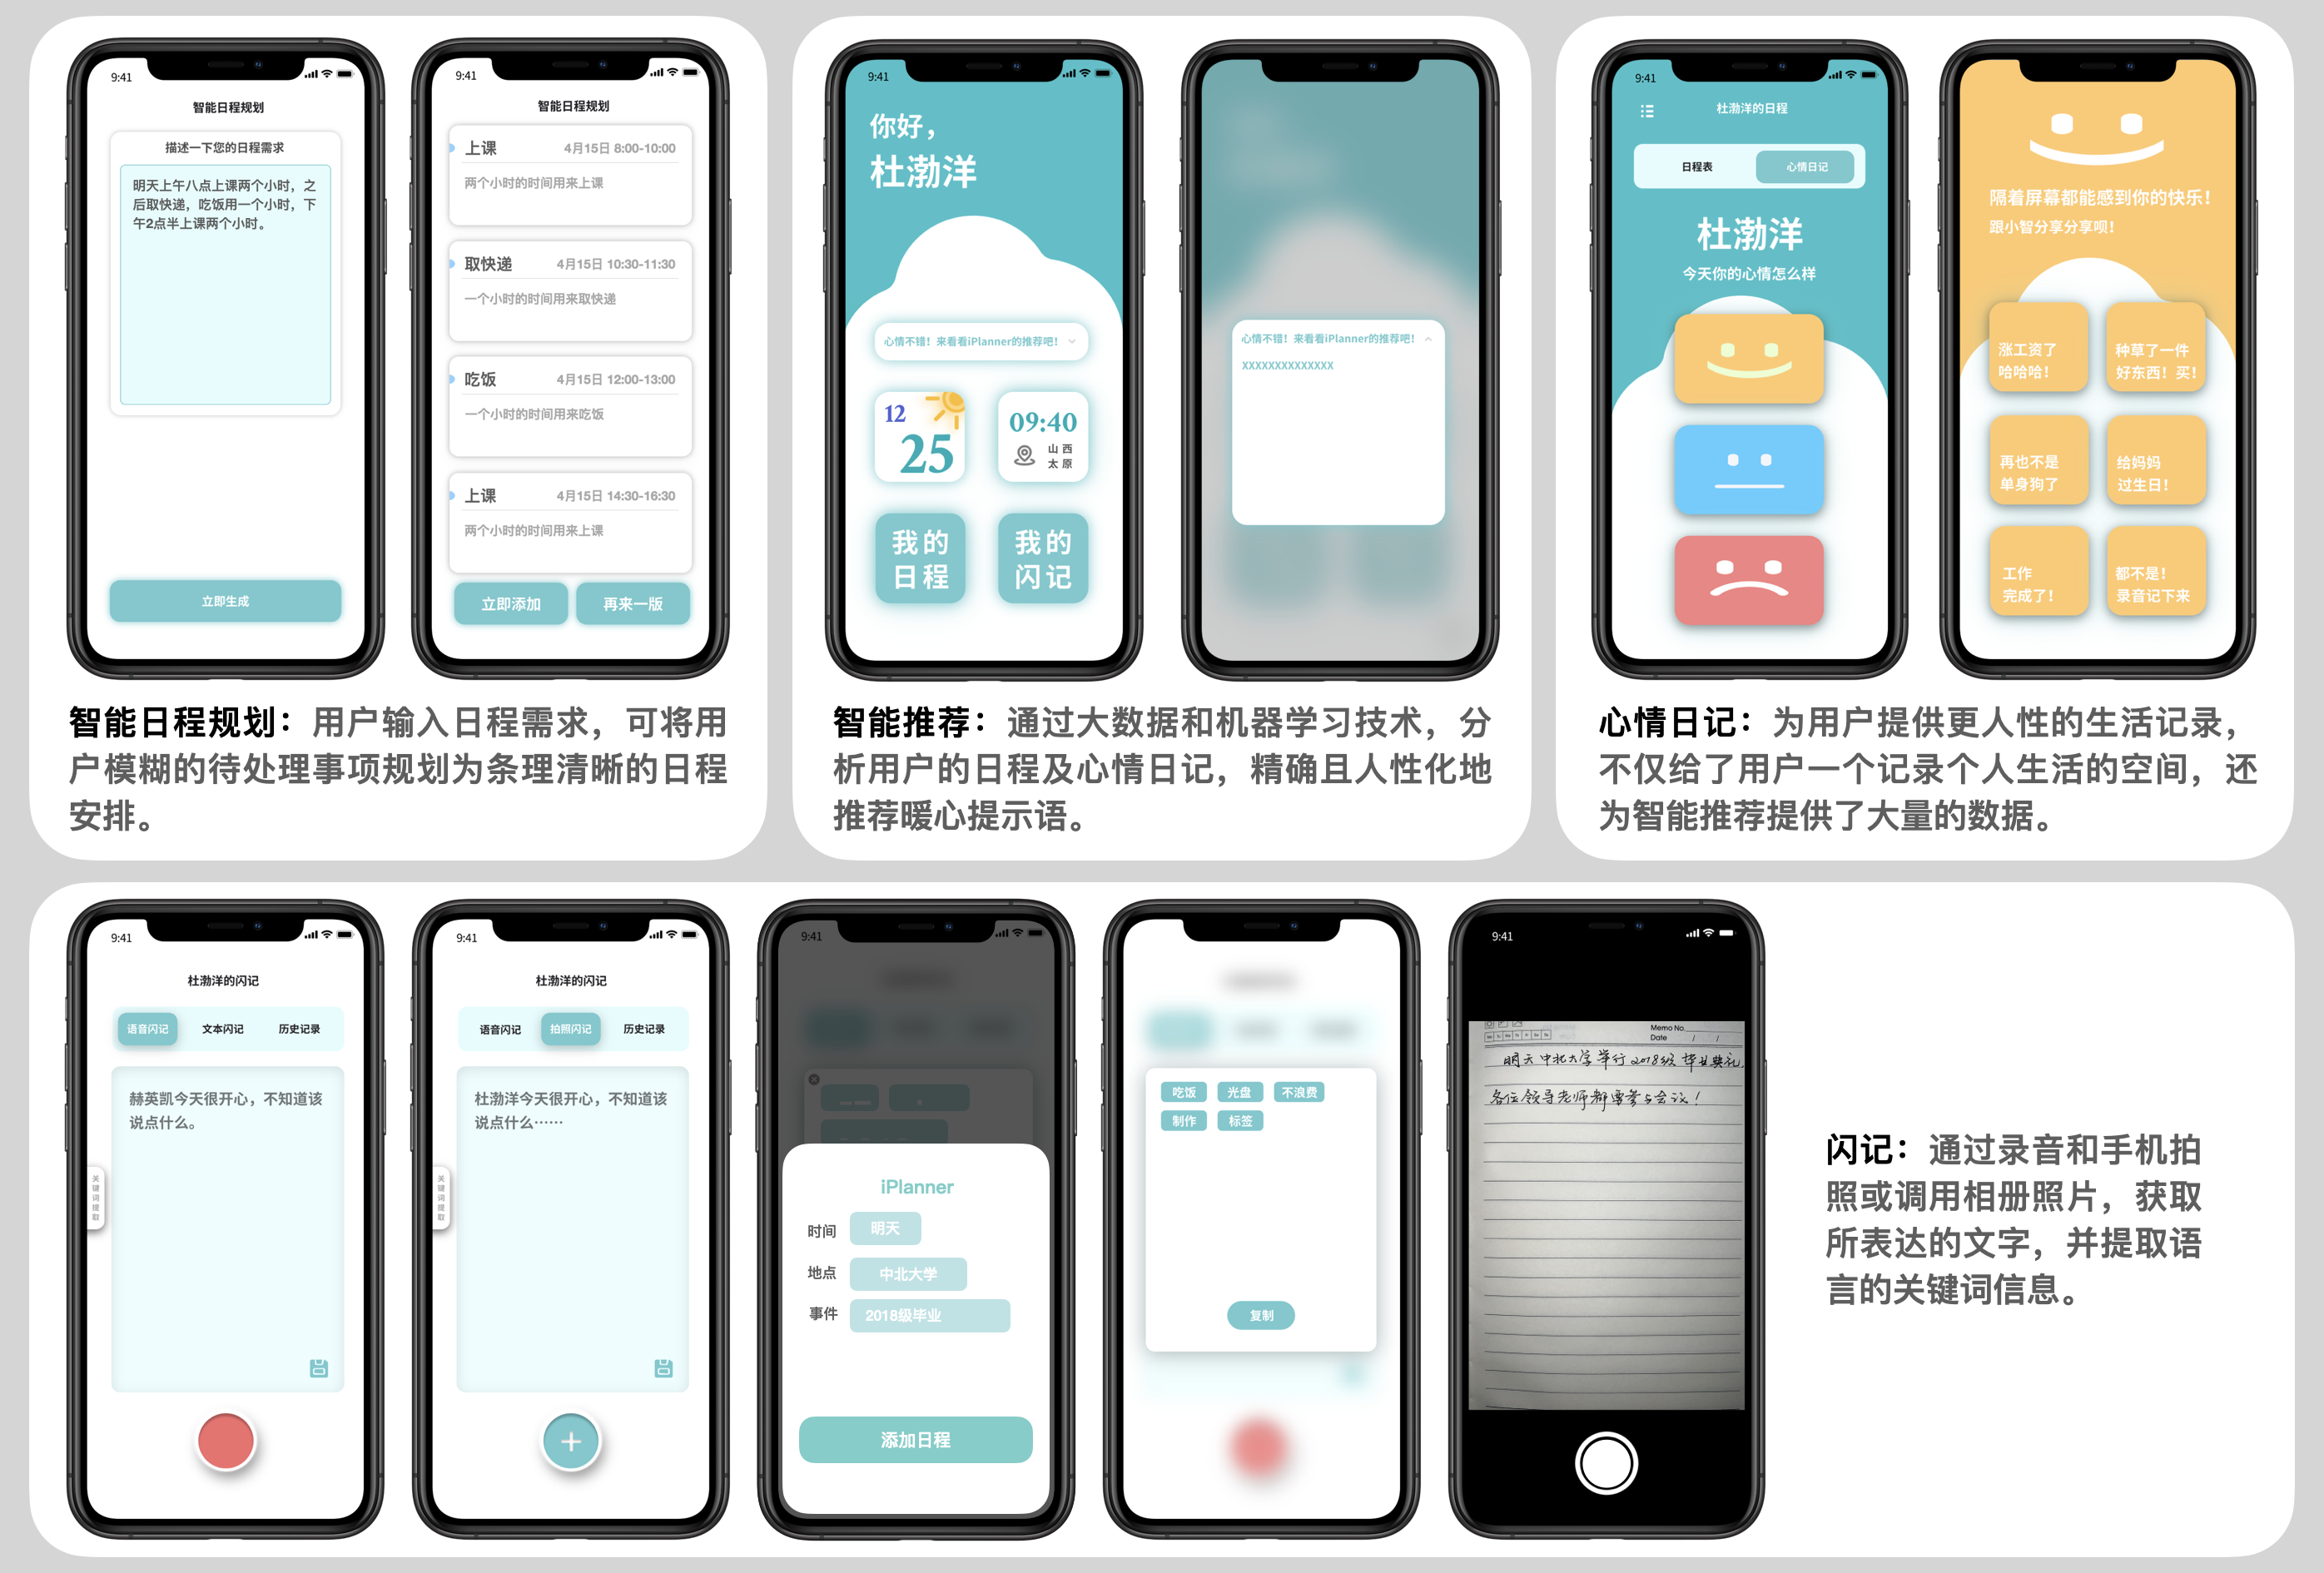 9:41
智能日程规划
描述一下您的日程需求
明天上午八点上课两个小时，之
后取快递，吃饭用一个小时，下
午2点半上课两个小时。
立即生成
9:41
智能日程规划
上课 4月15日 8:00-10:00
两个小时的时间用来上课
取快递 4月15日 10:30-11:30
一个小时的时间用来取快递
吃饭 4月15日 12:00-13:00
一个小时的时间用来吃饭
上课 4月15日 14:30-16:30
两个小时的时间用来上课
立即添加 再来一版
智能日程规划：用户输入日程需求，可将用
户模糊的待处理事项规划为条理清晰的日程
安排。
9:41
你好，
杜渤洋
心情不错！来看看iPlanner的推荐吧！
12
25
09:40
山 西
太 原
我的
日程
我的
闪记
心情不错！来看看iPlanner的推荐吧！
XXXXXXXXXXXXXX
智能推荐：通过大数据和机器学习技术，分
析用户的日程及心情日记，精确且人性化地
推荐暖心提示语。
9:41
杜渤洋的日程
日程表 心情日记
杜渤洋
今天你的心情怎么样
隔着屏幕都能感到你的快乐！
跟小智分享分享呗！
涨工资了
哈哈哈！
种草了一件
好东西！买！
再也不是
单身狗了
给妈妈
过生日！
工作
完成了！
都不是！
录音记下来
心情日记：为用户提供更人性的生活记录，
不仅给了用户一个记录个人生活的空间，还
为智能推荐提供了大量的数据。
9:41
杜渤洋的闪记
语音闪记 文本闪记 历史记录
赫英凯今天很开心，不知道该
说点什么。
关键词提取
9:41
杜渤洋的闪记
语音闪记 拍照闪记 历史记录
杜渤洋今天很开心，不知道该
说点什么……
关键词提取
9:41
iPlanner
时间 明天
地点 中北大学
事件 2018级毕业
添加日程
吃饭 光盘 不浪费
制作 标签
复制
9:41
Memo No.
Date / /
明天中北大学举行2018级毕业典礼,
各位领导老师都需参与会议！
闪记：通过录音和手机拍
照或调用相册照片，获取
所表达的文字，并提取语
言的关键词信息。